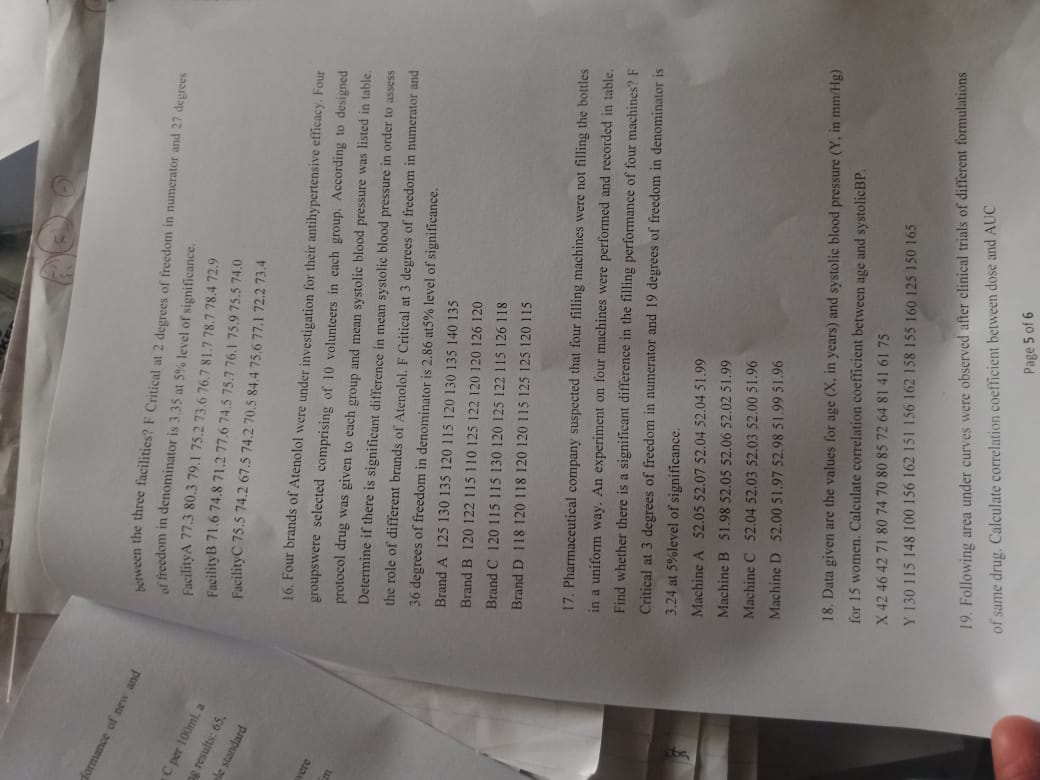 formance of new and
C per 100ml. a
g results: 65,
le standard
were
between the three facilities? F Critical at 2 degrees of freedom in numerator and 27 degrees
of freedom in denominator is 3.35 at 5% level of significance.
FacilityA 77.3 80.3 79.1 75.2 73.6 76.7 81.7 78.7 78.4 72.9
FacilityB 71.6 74.8 71.2 77.6 74.5 75.7 76.1 75.9 75.5 74.0
FacilityC 75.5 74.2 67.5 74.2 70.5 84.4 75.6 77.1 72.2 73.4
16. Four brands of Atenolol were under investigation for their antihypertensive efficacy. Four
groupswere selected comprising of 10 volunteers in each group. According to designed
protocol drug was given to each group and mean systolic blood pressure was listed in table.
Determine if there is significant difference in mean systolic blood pressure in order to assess
the role of different brands of Atenolol. F Critical at 3 degrees of freedom in numerator and
36 degrees of freedom in denominator is 2.86 at5% level of significance.
Brand A 125 130 135 120 115 120 130 135 140 135
Brand B 120 122 115 110 125 122 120 120 126 120
Brand C 120 115 115 130 120 125 122 115 126 118
Brand D 118 120 118 120 120 115 125 125 120 115
17. Pharmaceutical company suspected that four filling machines were not filling the bottles
in a uniform way. An experiment on four machines were performed and recorded in table.
Find whether there is a significant difference in the filling performance of four machines? F
Critical at 3 degrees of freedom in numerator and 19 degrees of freedom in denominator is
3.24 at 5%level of significance.
Machine A 52.05 52.07 52.04 52.04 51.99
Machine B 51.98 52.05 52.06 52.02 51.99
Machine C 52.04 52.03 52.03 52.00 51.96
Machine D 52.00 51.97 52.98 51.99 51.96
18. Data given are the values for age (X, in years) and systolic blood pressure (Y, in mm/Hg)
for 15 women. Calculate correlation coefficient between age and systolicBP.
X 42 46 42 71 80 74 70 80 85 72 64 81 41 61 75
Y 130 115 148 100 156 162 151 156 162 158 155 160 125 150 165
19. Following area under curves were observed after clinical trials of different formulations
of same drug. Calculate correlation coefficient between dose and AUC
Page 5 of 6